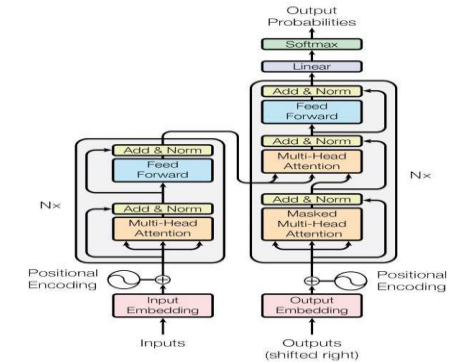 Output
Probabilities
Softmax
Linear
Add & Norm
Feed
Forward
Add & Norm
Multi-Head
Attention
Add & Norm
Masked
Multi-Head
Attention
Nx
Add & Norm
Feed
Forward
Add & Norm
Multi-Head
Attention
Nx
Positional
Encoding
Positional
Encoding
Input
Embedding
Output
Embedding
Inputs
Outputs
(shifted right)